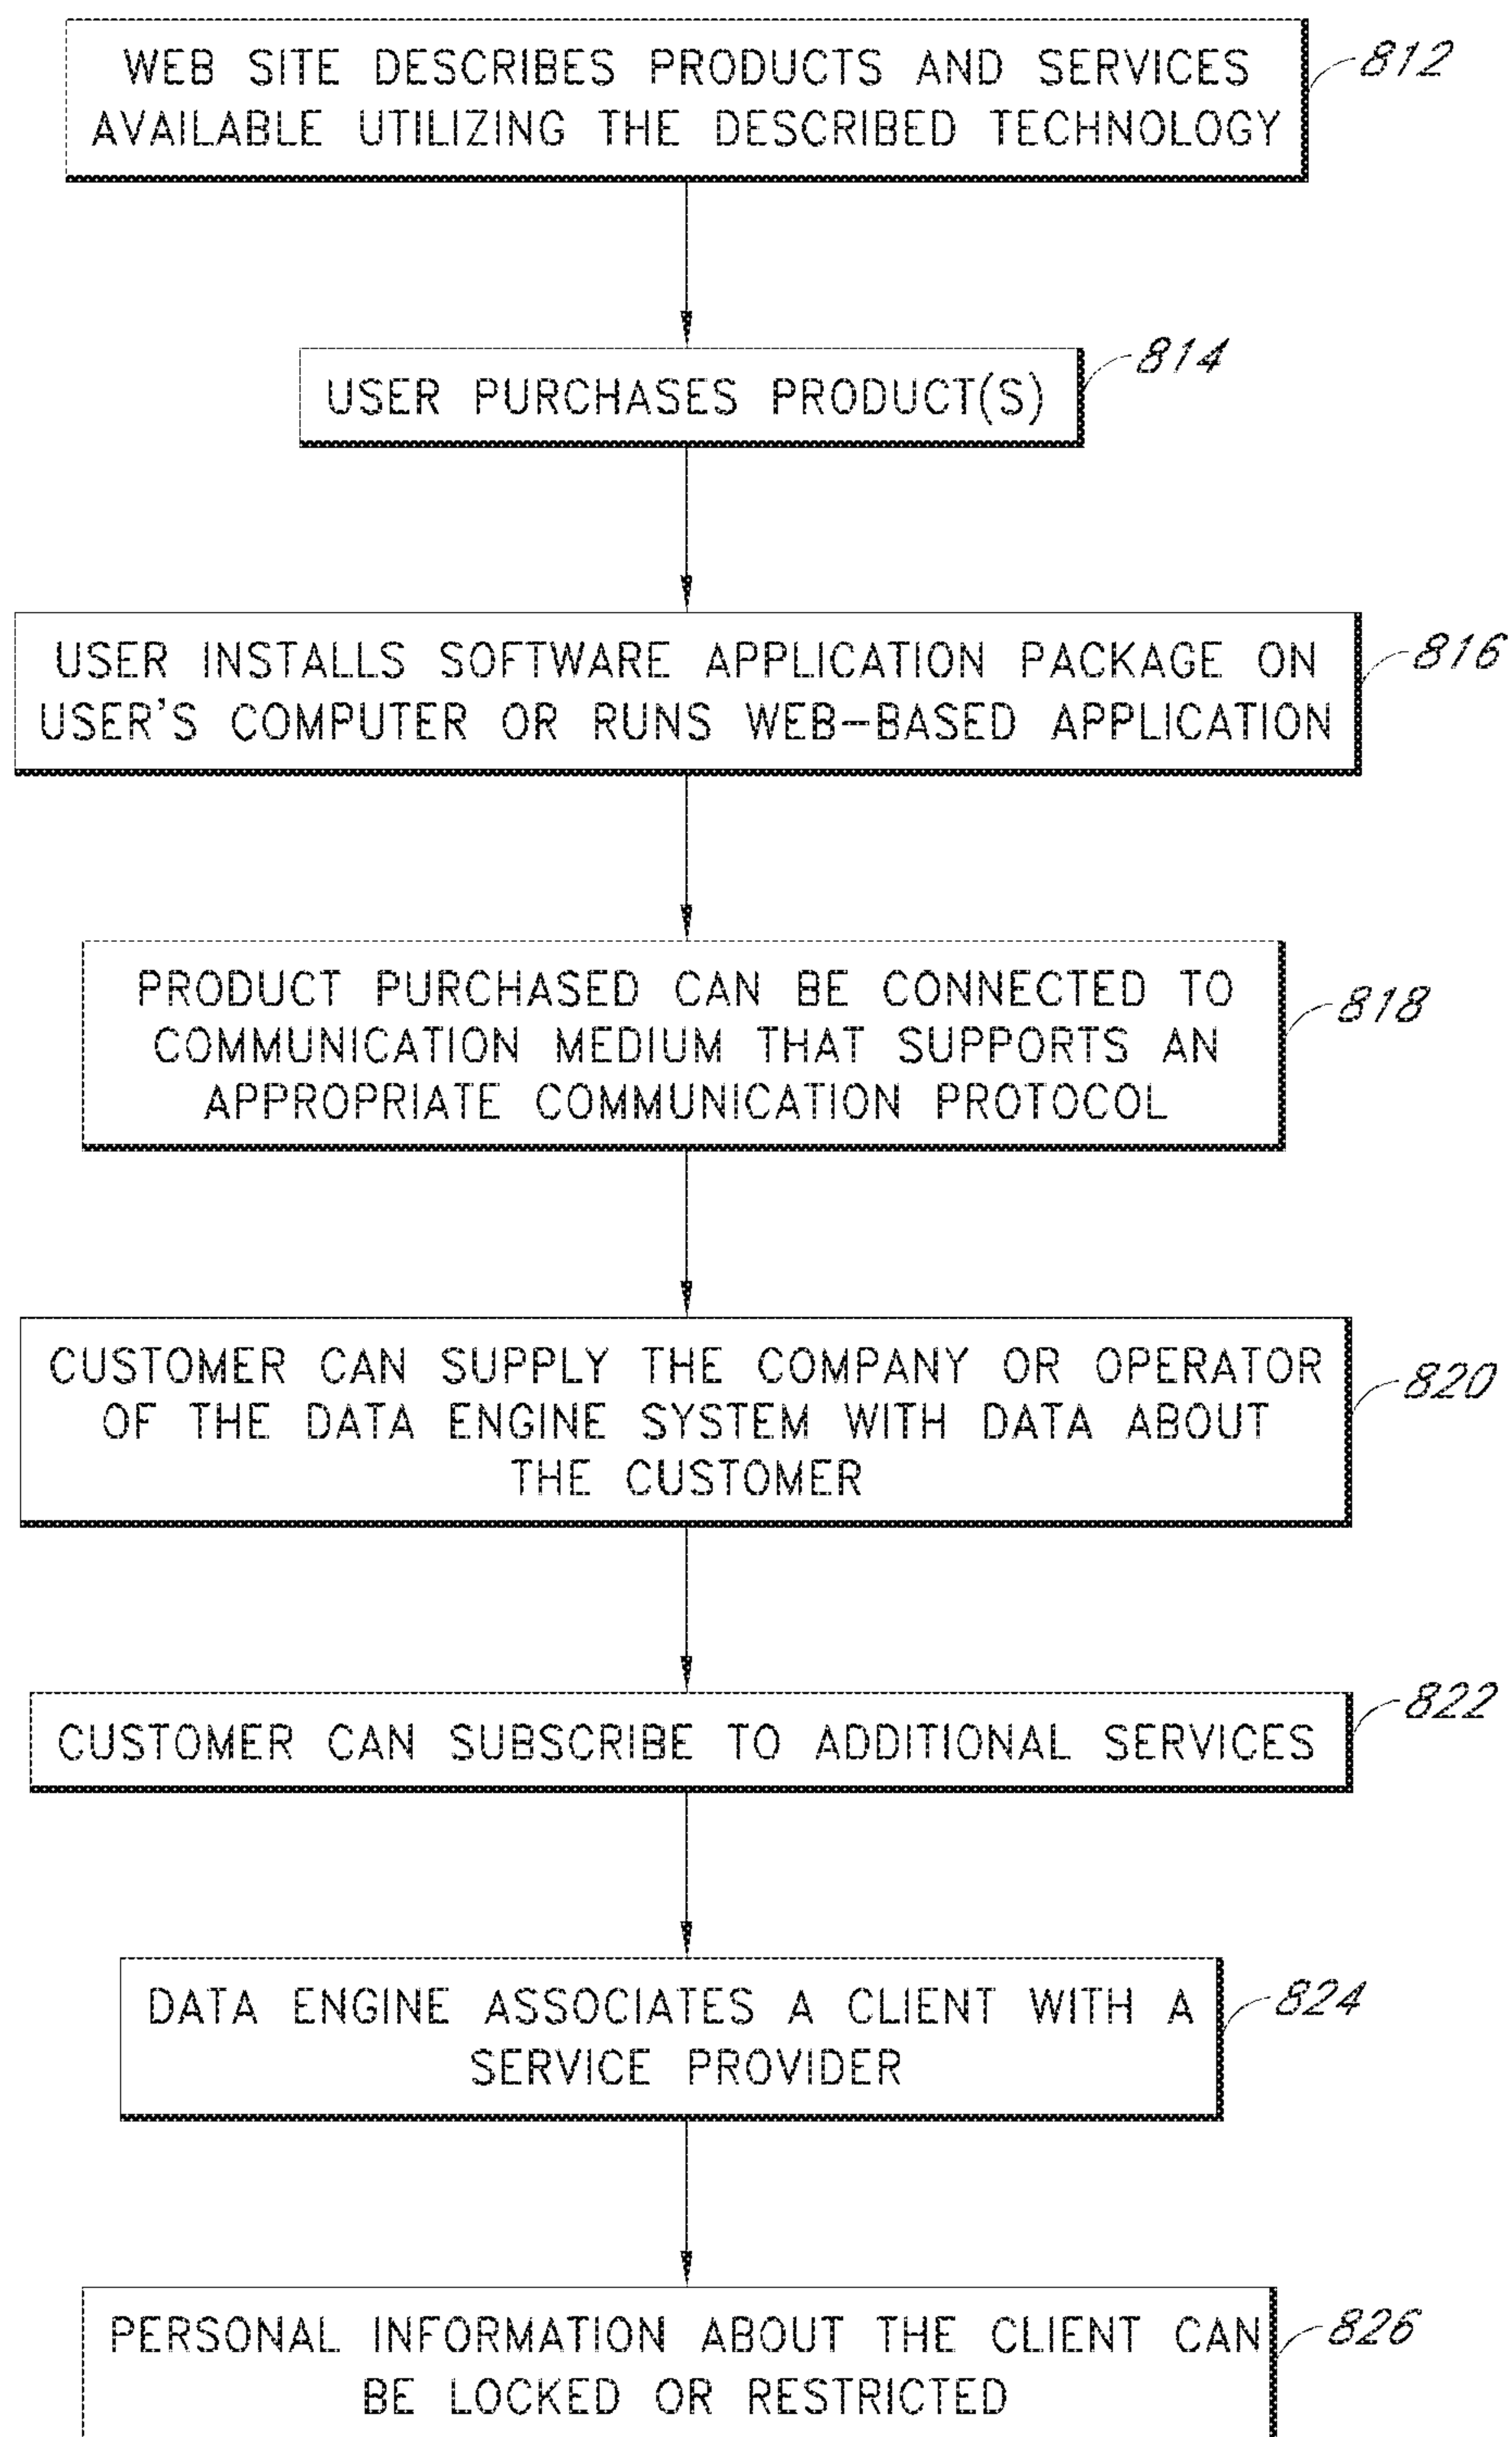 WEB SITE DESCRIBES PRODUCTS AND SERVICES
AVAILABLE UTILIZING THE DESCRIBED TECHNOLOGY
812
USER PURCHASES PRODUCT(S)
814
USER INSTALLS SOFTWARE APPLICATION PACKAGE ON
USER'S COMPUTER OR RUNS WEB-BASED APPLICATION
816
PRODUCT PURCHASED CAN BE CONNECTED TO
COMMUNICATION MEDIUM THAT SUPPORTS AN
APPROPRIATE COMMUNICATION PROTOCOL
818
CUSTOMER CAN SUPPLY THE COMPANY OR OPERATOR
OF THE DATA ENGINE SYSTEM WITH DATA ABOUT
THE CUSTOMER
820
CUSTOMER CAN SUBSCRIBE TO ADDITIONAL SERVICES
822
DATA ENGINE ASSOCIATES A CLIENT WITH A
SERVICE PROVIDER
824
PERSONAL INFORMATION ABOUT THE CLIENT CAN
BE LOCKED OR RESTRICTED
826